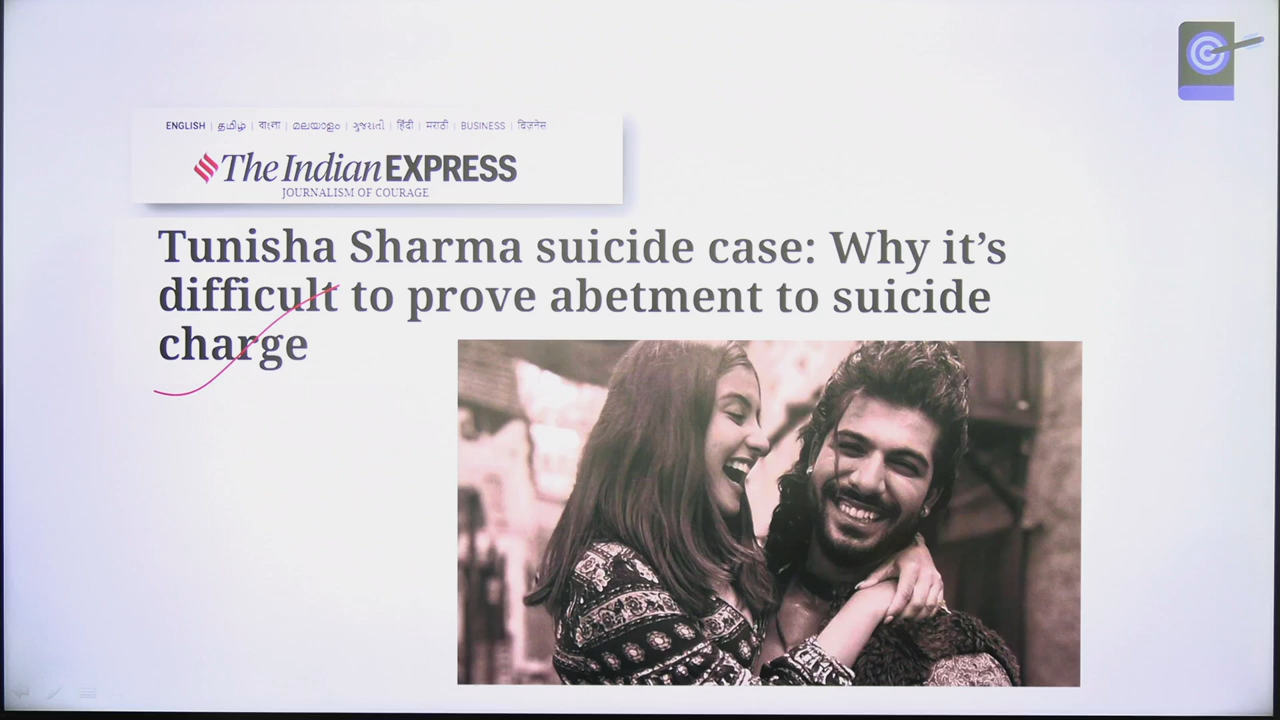 ENGLISH | தமிழ் | বাংলা | മലയാളം | ગુજરાતી | हिंदी | मराठी | BUSINESS | बिज़नेस
The Indian EXPRESS
JOURNALISM OF COURAGE
Tunisha Sharma suicide case: Why it’s
difficult to prove abetment to suicide
charge